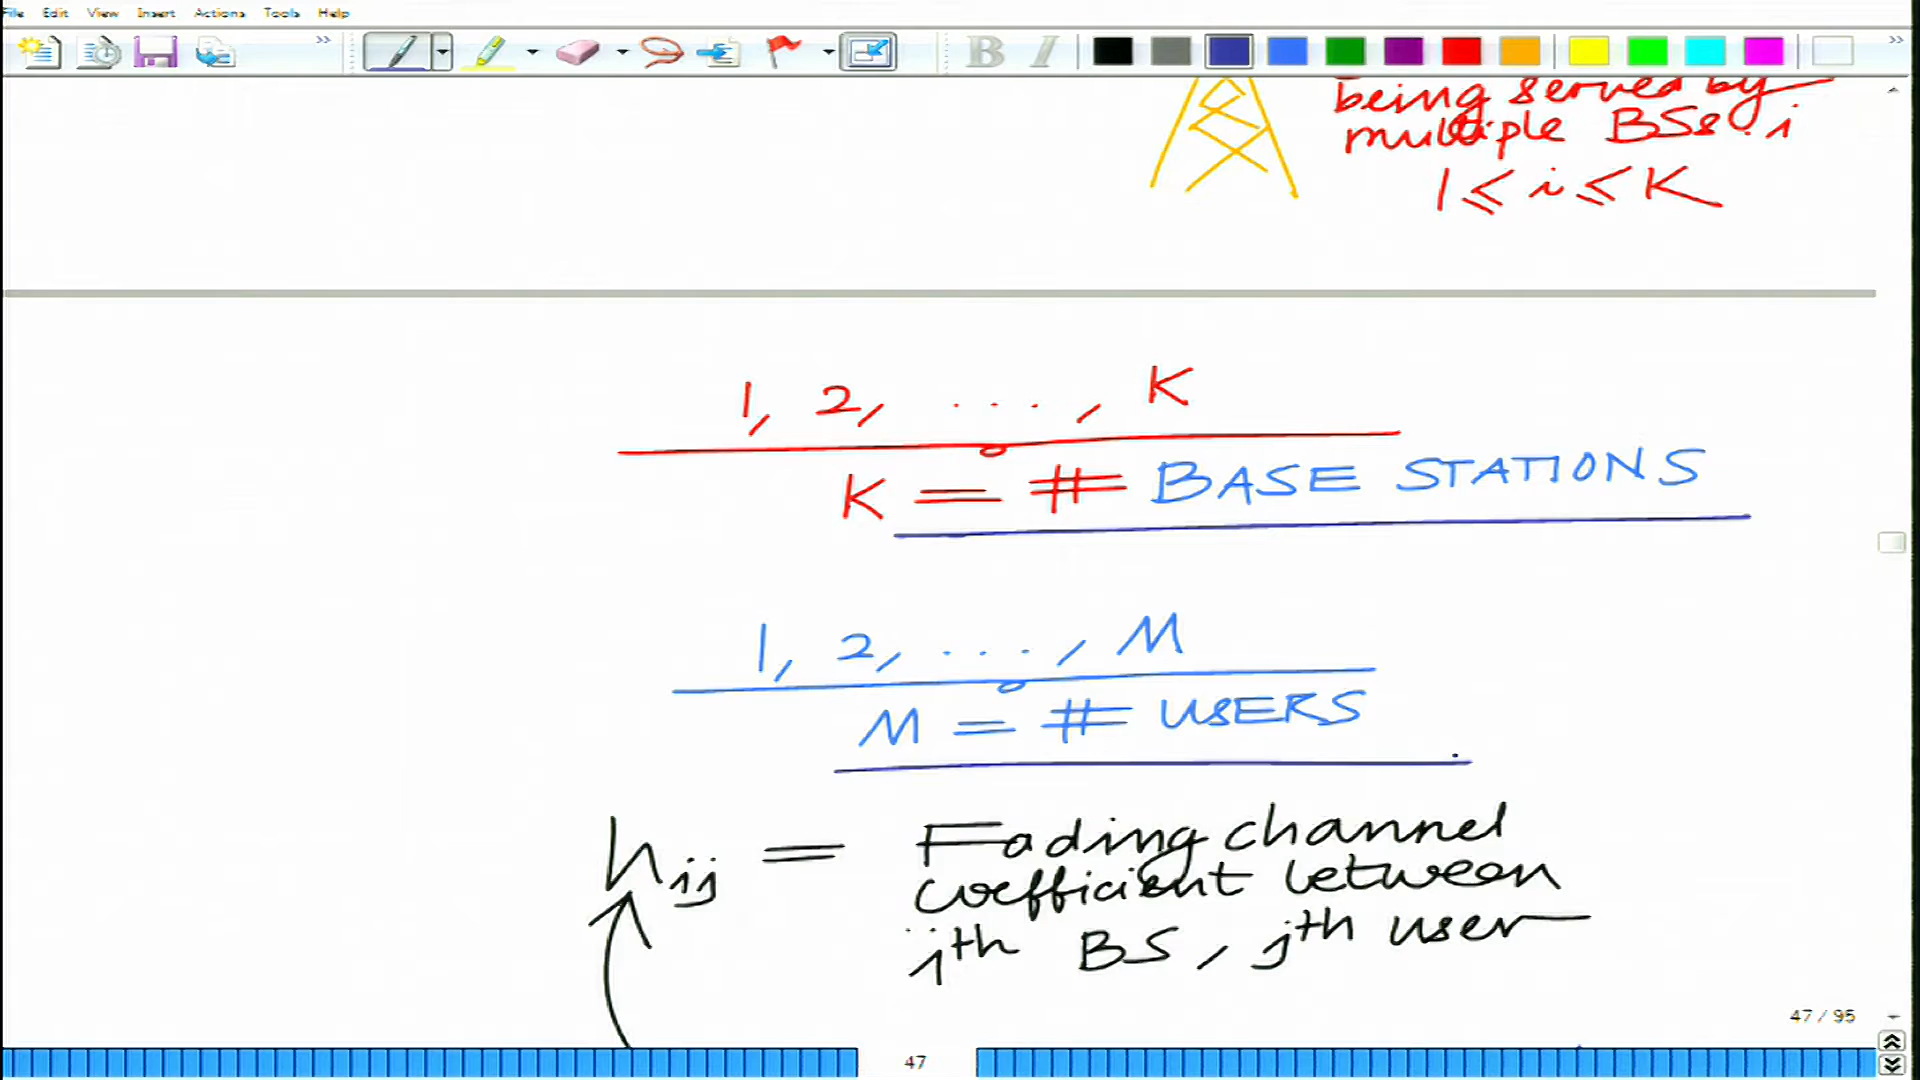 File Edit View Insert Actions Tools Help
B I
being served by
multiple BSs. i
1 ≤ i ≤ K
1, 2, ..., K
K = # BASE STATIONS
1, 2, ..., M
M = # USERS
hij = Fading channel
coefficient between
ith BS, jth user
47 / 95
47